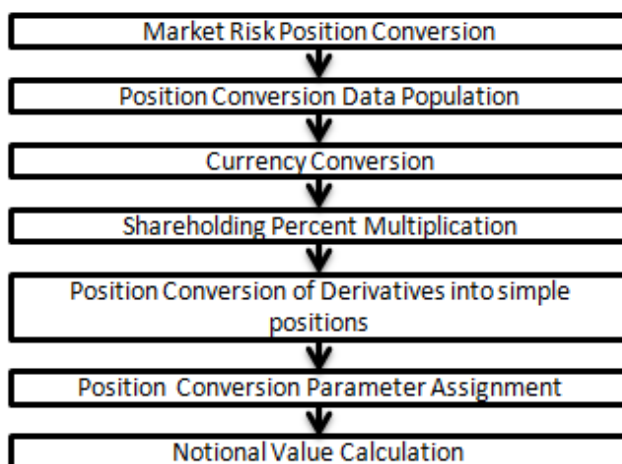 Market Risk Position Conversion
Position Conversion Data Population
Currency Conversion
Shareholding Percent Multiplication
Position Conversion of Derivatives into simple
positions
Position Conversion Parameter Assignment
Notional Value Calculation